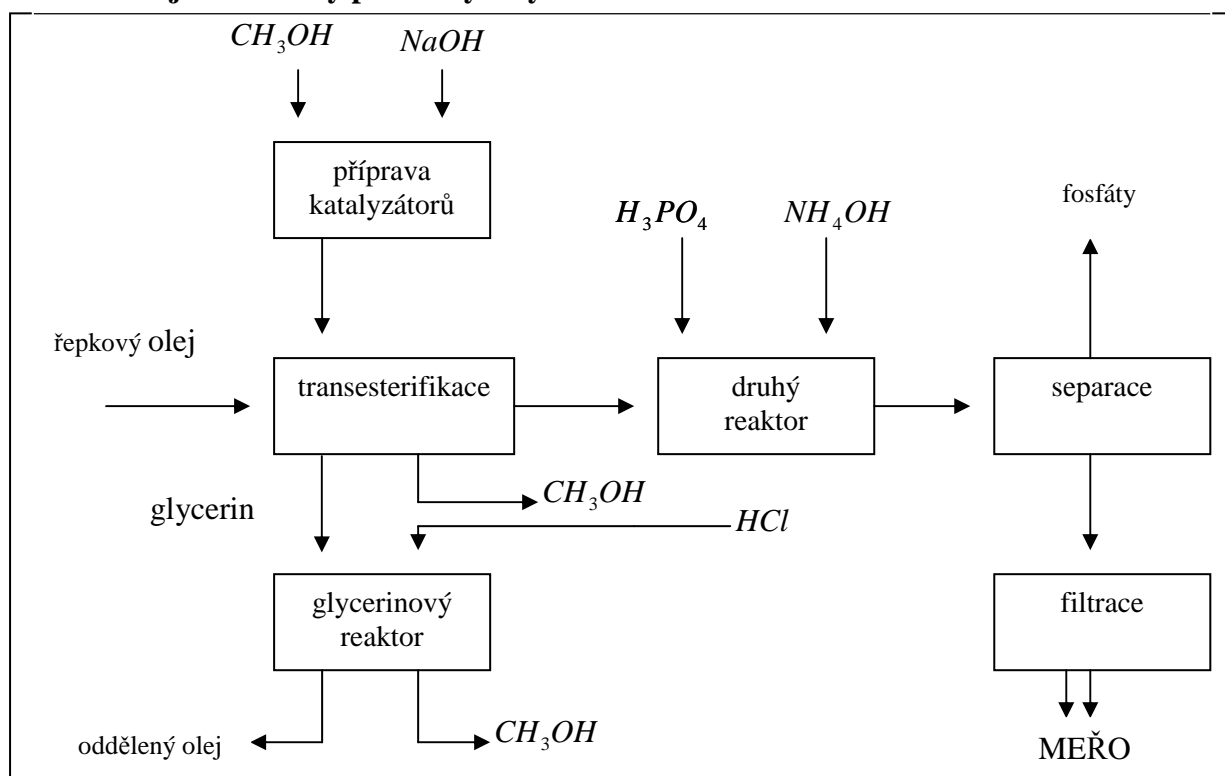 CH₃OH
NaOH
příprava
katalyzátorů
H₃PO₄
NH₄OH
fosfáty
řepkový olej
transesterifikace
druhý
reaktor
separace
glycerin
CH₃OH
HCl
glycerinový
reaktor
filtrace
oddělený olej
CH₃OH
MEŘO